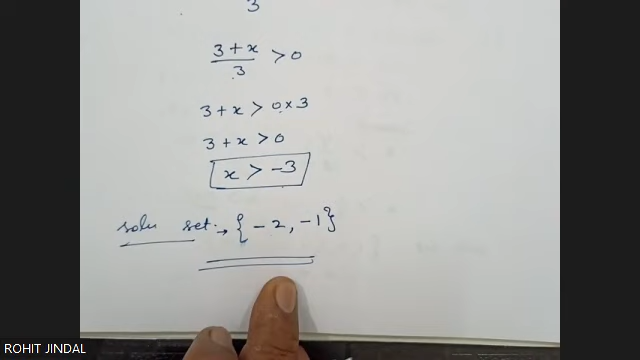 3
3+x/3 > 0
3+x > 0×3
3+x > 0
x > -3
soln set → {-2, -1}
ROHIT JINDAL